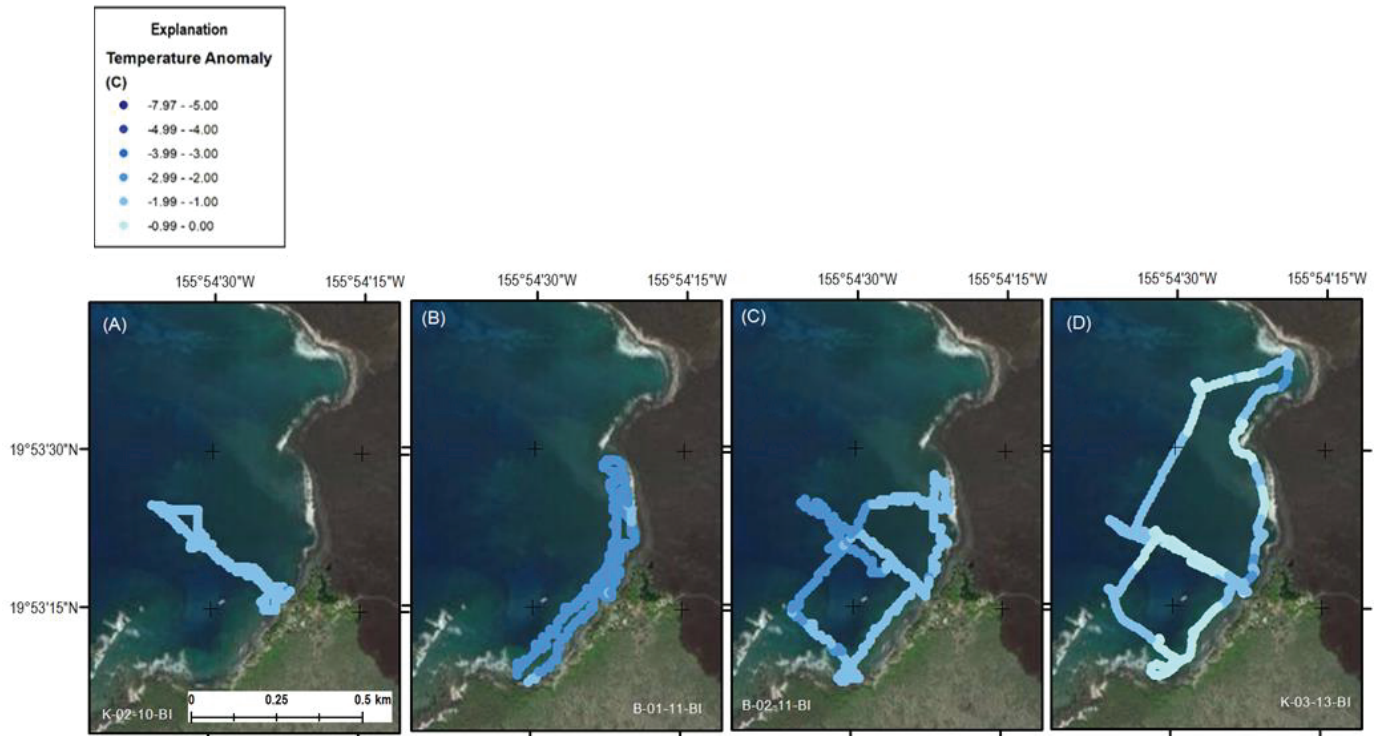 Explanation
Temperature Anomaly
(C)
-7.97 - -5.00
-4.99 - -4.00
-3.99 - -3.00
-2.99 - -2.00
-1.99 - -1.00
-0.99 - 0.00
155°54'30"W 155°54'15"W 155°54'30"W 155°54'15"W 155°54'30"W 155°54'15"W 155°54'30"W 155°54'15"W
(A) (B) (C) (D)
19°53'30"N
19°53'15"N
0 0.25 0.5 km
K-02-10-BI B-01-11-BI B-02-11-BI K-03-13-BI